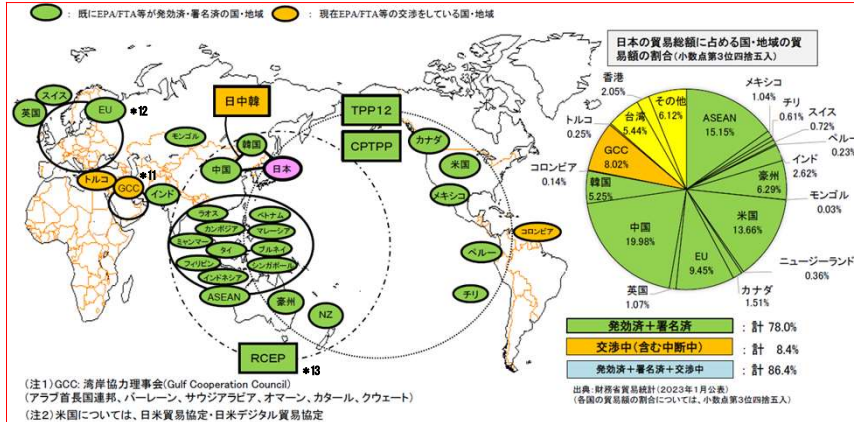 ：既にEPA/FTA等が発効済・署名済の国・地域
：現在EPA/FTA等の交渉をしている国・地域
スイス
英国
EU
*12
モンゴル
日中韓
韓国
中国
日本
TPP12
CPTPP
カナダ
米国
メキシコ
トルコ
*11
GCC
インド
ラオス
ベトナム
カンボジア
マレーシア
ミャンマー
タイ
ブルネイ
フィリピン
シンガポール
インドネシア
ASEAN
豪州
NZ
RCEP
*13
コロンビア
ペルー
チリ
日本の貿易総額に占める国・地域の貿
易額の割合(小数点第3位四捨五入)
香港
2.05%
その他
6.12%
ASEAN
15.15%
メキシコ
1.04%
チリ
0.61%
スイス
0.72%
ペルー
0.23%
インド
2.62%
豪州
6.29%
モンゴル
0.03%
米国
13.66%
ニュージーランド
0.36%
カナダ
1.51%
EU
9.45%
英国
1.07%
中国
19.98%
韓国
5.25%
コロンビア
0.14%
GCC
8.02%
トルコ
0.25%
台湾
5.44%
発効済＋署名済 ：計 78.0%
交渉中(含む中断中) ：計 8.4%
発効済＋署名済＋交渉中 ：計 86.4%
出典：財務省貿易統計(2023年1月公表)
(各国の貿易額の割合については、小数点第3位四捨五入)
(注1)GCC: 湾岸協力理事会(Gulf Cooperation Council)
(アラブ首長国連邦、バーレーン、サウジアラビア、オマーン、カタール、クウェート)
(注2)米国については、日米貿易協定・日米デジタル貿易協定